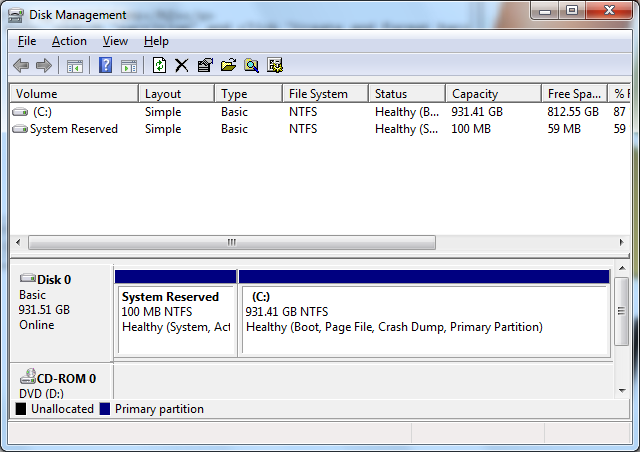 Disk Management
File Action View Help
Volume Layout Type File System Status Capacity Free Spa... % F
(C:) Simple Basic NTFS Healthy (B... 931.41 GB 812.55 GB 87
System Reserved Simple Basic NTFS Healthy (S... 100 MB 59 MB 59
Disk 0
Basic
931.51 GB
Online
System Reserved
100 MB NTFS
Healthy (System, Act
(C:)
931.41 GB NTFS
Healthy (Boot, Page File, Crash Dump, Primary Partition)
CD-ROM 0
DVD (D:)
Unallocated Primary partition